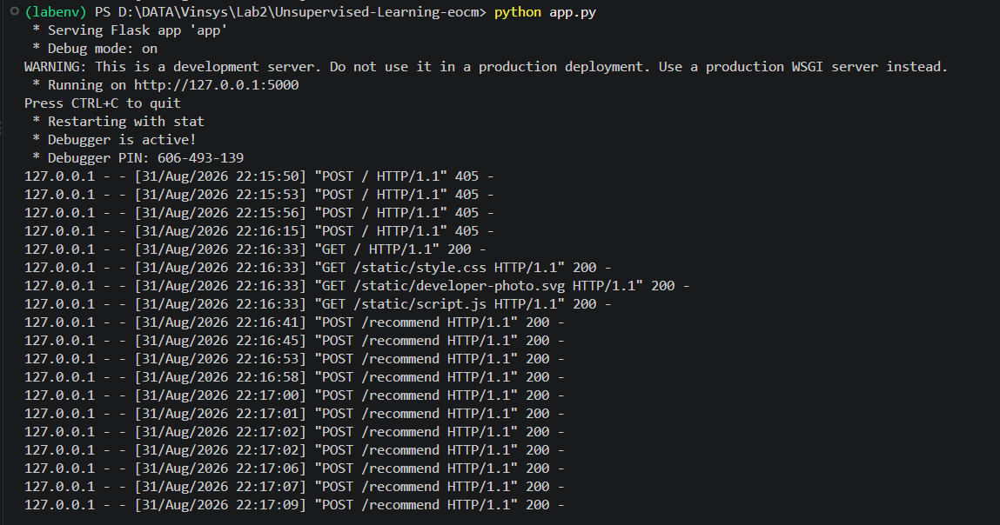 (labenv) PS D:\DATA\Vinsys\Lab2\Unsupervised-Learning-eocm> python app.py
 * Serving Flask app 'app'
 * Debug mode: on
WARNING: This is a development server. Do not use it in a production deployment. Use a production WSGI server instead.
 * Running on http://127.0.0.1:5000
Press CTRL+C to quit
 * Restarting with stat
 * Debugger is active!
 * Debugger PIN: 606-493-139
127.0.0.1 - - [31/Aug/2026 22:15:50] "POST / HTTP/1.1" 405 -
127.0.0.1 - - [31/Aug/2026 22:15:53] "POST / HTTP/1.1" 405 -
127.0.0.1 - - [31/Aug/2026 22:15:56] "POST / HTTP/1.1" 405 -
127.0.0.1 - - [31/Aug/2026 22:16:15] "POST / HTTP/1.1" 405 -
127.0.0.1 - - [31/Aug/2026 22:16:33] "GET / HTTP/1.1" 200 -
127.0.0.1 - - [31/Aug/2026 22:16:33] "GET /static/style.css HTTP/1.1" 200 -
127.0.0.1 - - [31/Aug/2026 22:16:33] "GET /static/developer-photo.svg HTTP/1.1" 200 -
127.0.0.1 - - [31/Aug/2026 22:16:33] "GET /static/script.js HTTP/1.1" 200 -
127.0.0.1 - - [31/Aug/2026 22:16:41] "POST /recommend HTTP/1.1" 200 -
127.0.0.1 - - [31/Aug/2026 22:16:45] "POST /recommend HTTP/1.1" 200 -
127.0.0.1 - - [31/Aug/2026 22:16:53] "POST /recommend HTTP/1.1" 200 -
127.0.0.1 - - [31/Aug/2026 22:16:58] "POST /recommend HTTP/1.1" 200 -
127.0.0.1 - - [31/Aug/2026 22:17:00] "POST /recommend HTTP/1.1" 200 -
127.0.0.1 - - [31/Aug/2026 22:17:01] "POST /recommend HTTP/1.1" 200 -
127.0.0.1 - - [31/Aug/2026 22:17:02] "POST /recommend HTTP/1.1" 200 -
127.0.0.1 - - [31/Aug/2026 22:17:02] "POST /recommend HTTP/1.1" 200 -
127.0.0.1 - - [31/Aug/2026 22:17:06] "POST /recommend HTTP/1.1" 200 -
127.0.0.1 - - [31/Aug/2026 22:17:07] "POST /recommend HTTP/1.1" 200 -
127.0.0.1 - - [31/Aug/2026 22:17:09] "POST /recommend HTTP/1.1" 200 -